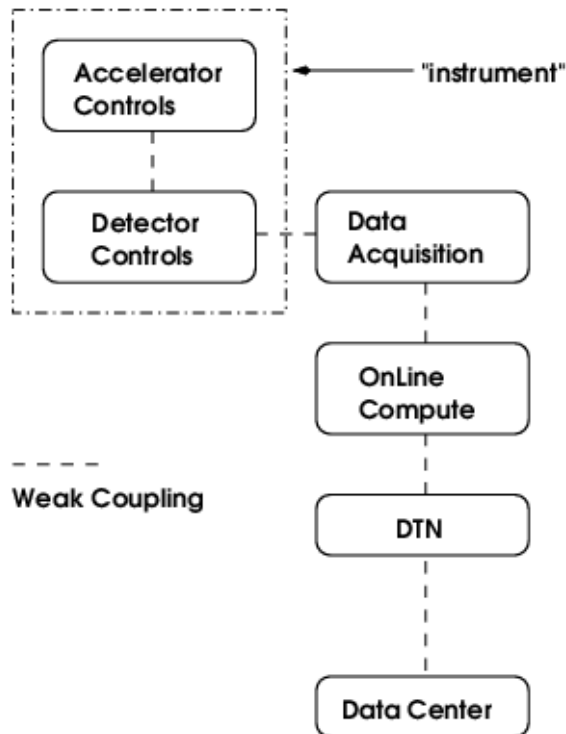 Accelerator
Controls
"instrument"
Detector
Controls
Data
Acquisition
OnLine
Compute
Weak Coupling
DTN
Data Center